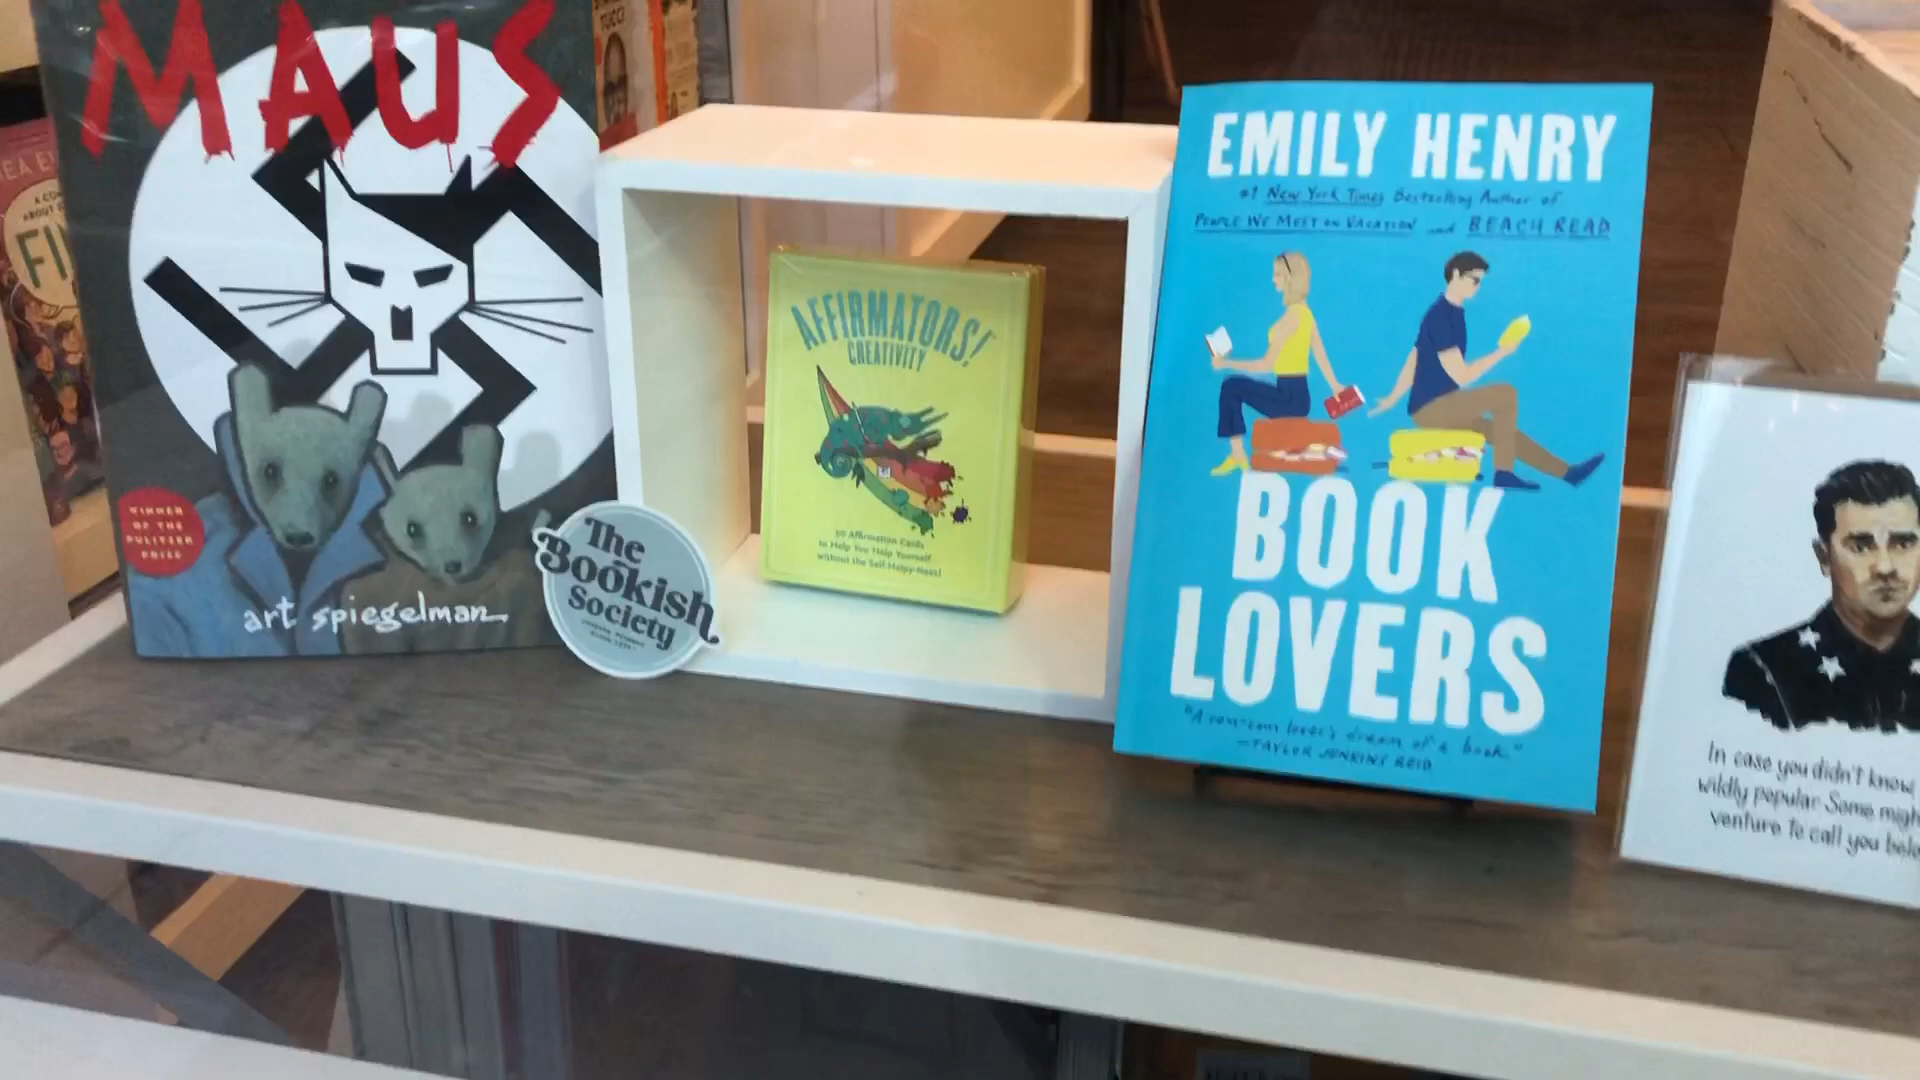 MAUS
WINNER
OF THE
PULITZER
PRIZE
art spiegelman
TUCCI
FI
The
Bookish
Society
AFFIRMATORS!
CREATIVITY
50 Affirmation Cards
to Help You Help Yourself
without the Self-Helpy-Ness!
EMILY HENRY
#1 New York Times Bestselling Author of
PEOPLE WE MEET ON VACATION and BEACH READ
BOOK
LOVERS
"A rom-com lover's dream of a book."
—TAYLOR JENKINS REID
In case you didn't know
wildly popular. Some migh
venture to call you belo